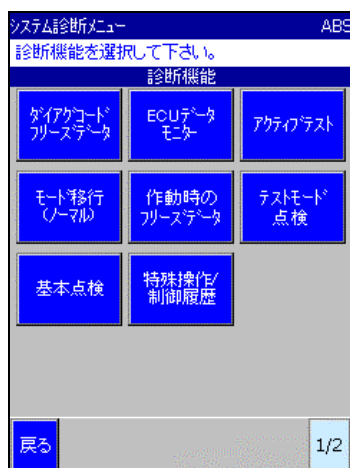 システム診断メニュー ABS
診断機能を選択して下さい。
診断機能
ダイアグコード
フリーズデータ
ECUデータ
モニター
アクティブテスト
モード移行
(ノーマル)
作動時の
フリーズデータ
テストモード
点検
基本点検
特殊操作/
制御履歴
戻る
1/2